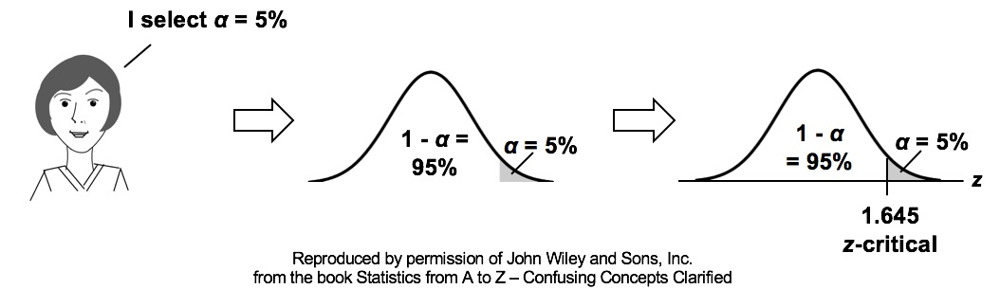 I select α = 5%
1 - α =
95%
α = 5%
1 - α
= 95%
α = 5%
z
1.645
z-critical
Reproduced by permission of John Wiley and Sons, Inc.
from the book Statistics from A to Z – Confusing Concepts Clarified